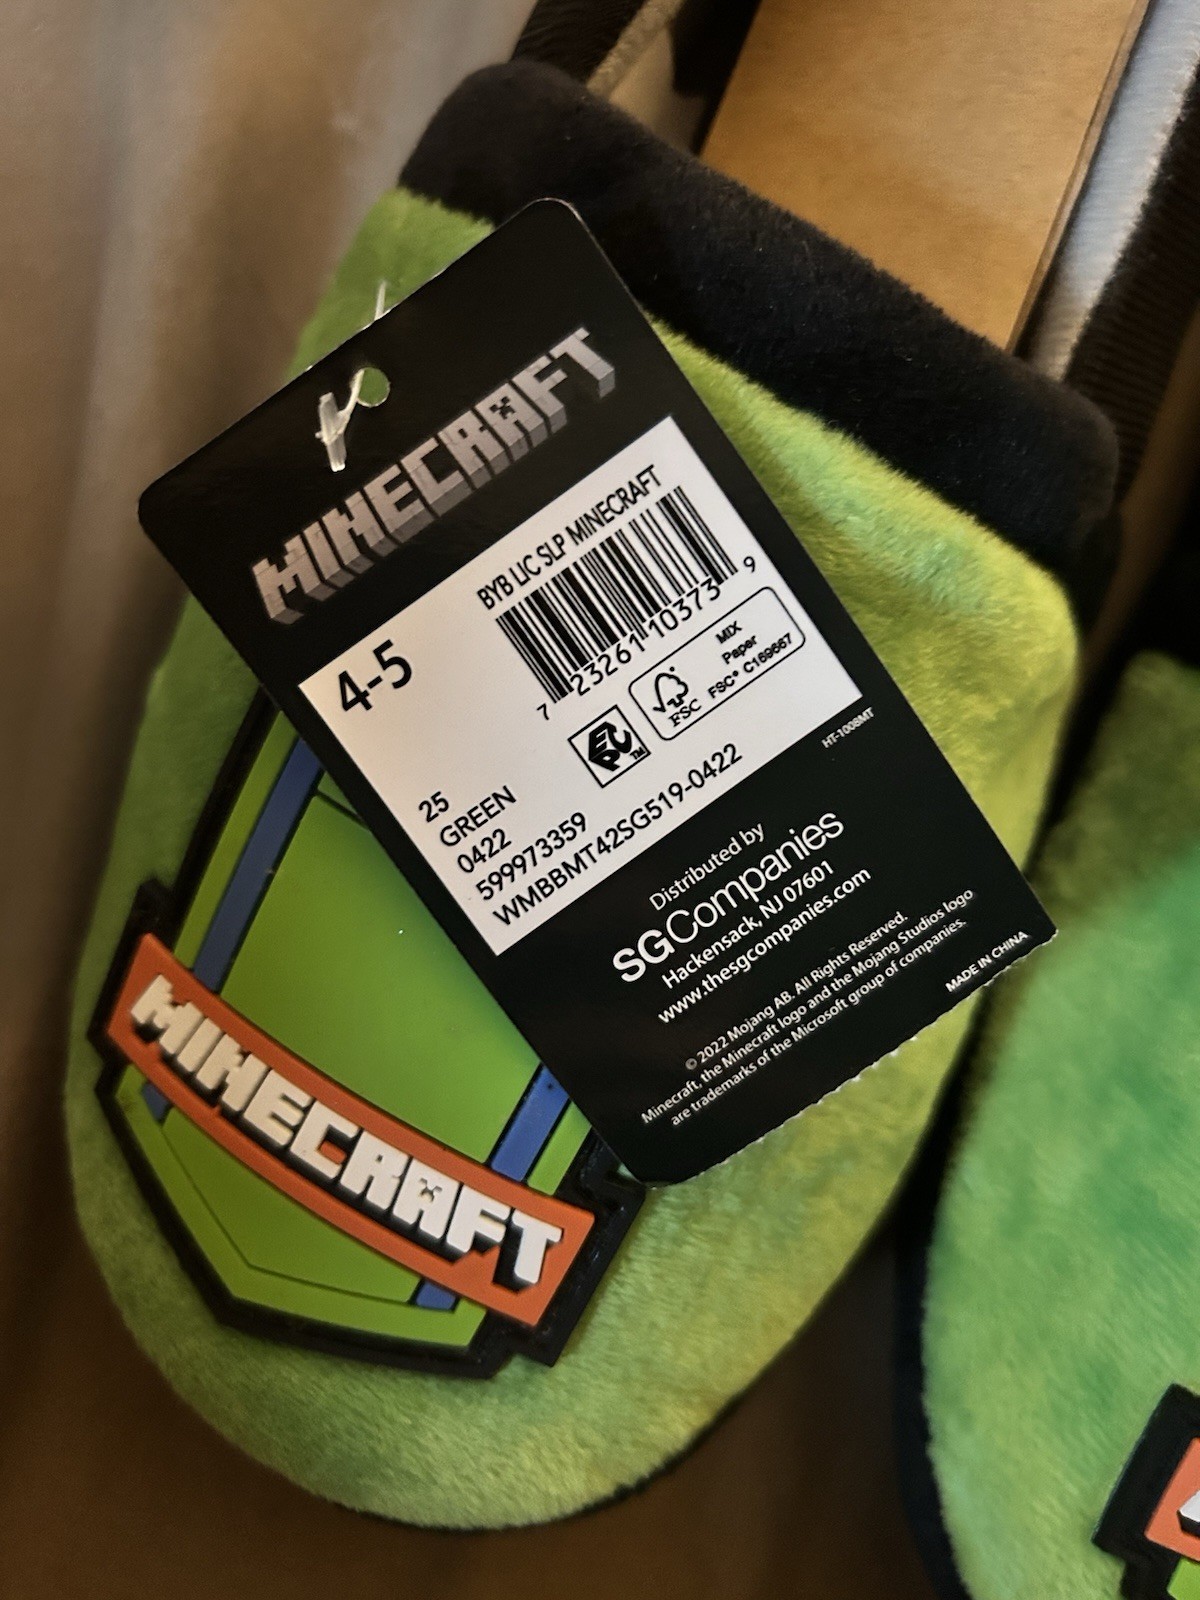 MINECRAFT
BYB LIC SLP MINECRAFT
4-5
7 23261 10373 9
EPC™
FSC
MIX
Paper
FSC® C169667
25
GREEN
0422
599973359
WMBBMT42SG519-0422
HT-1008MT
Distributed by
SGCompanies
Hackensack, NJ 07601
www.thesgcompanies.com
© 2022 Mojang AB. All Rights Reserved.
Minecraft, the Minecraft logo and the Mojang Studios logo
are trademarks of the Microsoft group of companies.
MADE IN CHINA
MINECRAFT